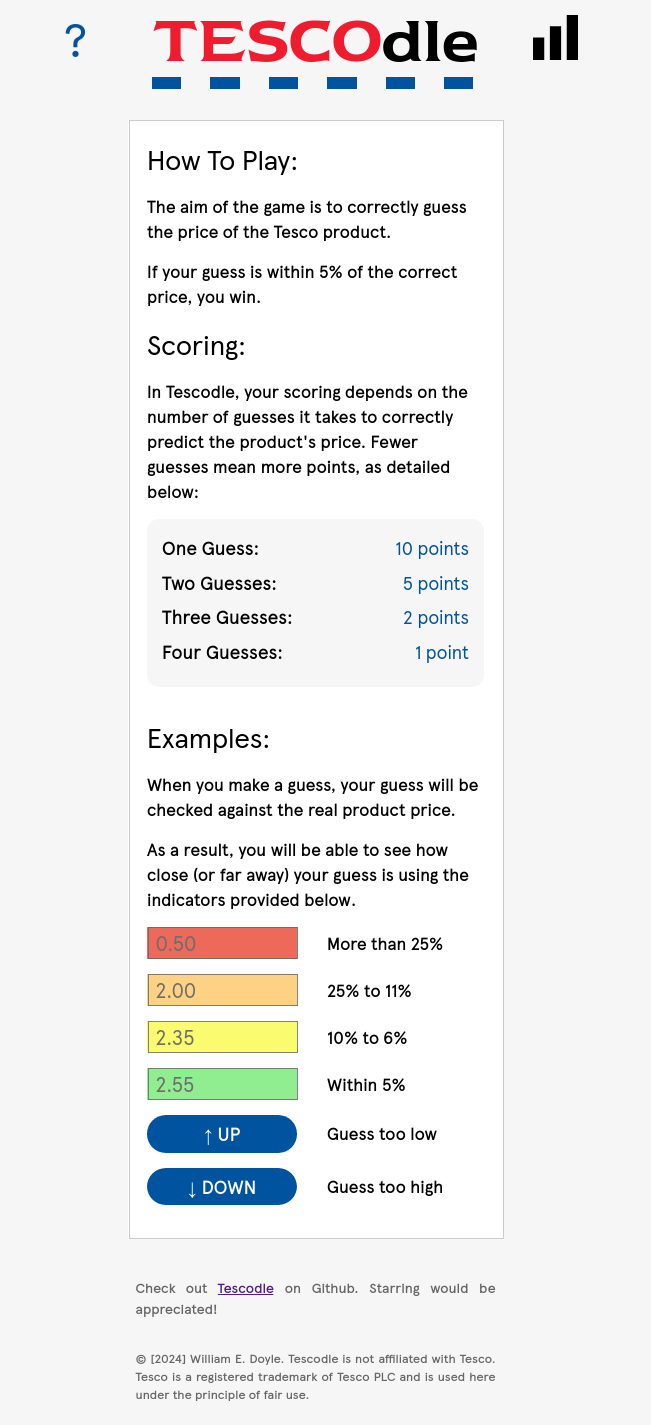 ?
TESCOdle
How To Play:
The aim of the game is to correctly guess
the price of the Tesco product.
If your guess is within 5% of the correct
price, you win.
Scoring:
In Tescodle, your scoring depends on the
number of guesses it takes to correctly
predict the product's price. Fewer
guesses mean more points, as detailed
below:
One Guess: 10 points
Two Guesses: 5 points
Three Guesses: 2 points
Four Guesses: 1 point
Examples:
When you make a guess, your guess will be
checked against the real product price.
As a result, you will be able to see how
close (or far away) your guess is using the
indicators provided below.
0.50 More than 25%
2.00 25% to 11%
2.35 10% to 6%
2.55 Within 5%
↑ UP Guess too low
↓ DOWN Guess too high
Check out Tescodle on Github. Starring would be
appreciated!
© [2024] William E. Doyle. Tescodle is not affiliated with Tesco.
Tesco is a registered trademark of Tesco PLC and is used here
under the principle of fair use.